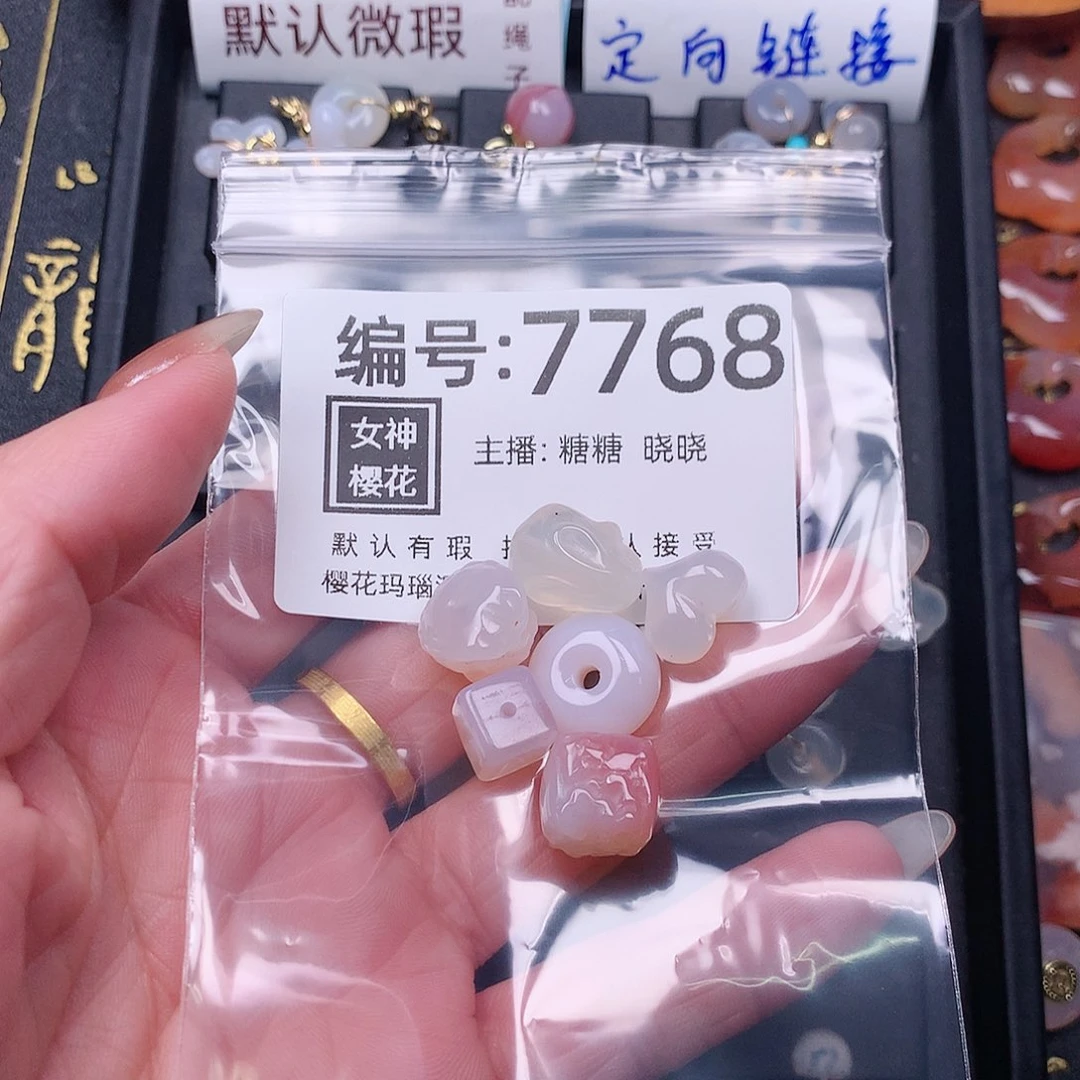 默认微瑕
绳子
定向链接
龍
编号:7768
女神
樱花
主播: 糖糖 晓晓
默认有瑕 接受
樱花玛瑙